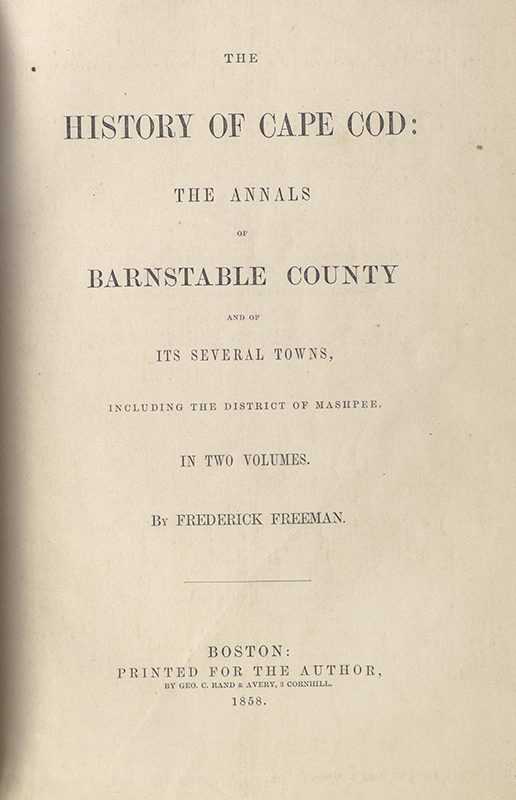 THE
HISTORY OF CAPE COD:
THE ANNALS
OF
BARNSTABLE COUNTY
AND OF
ITS SEVERAL TOWNS,
INCLUDING THE DISTRICT OF MASHPEE.
IN TWO VOLUMES.
BY FREDERICK FREEMAN.
BOSTON:
PRINTED FOR THE AUTHOR,
BY GEO. C. RAND & AVERY, 3 CORNHILL.
1858.